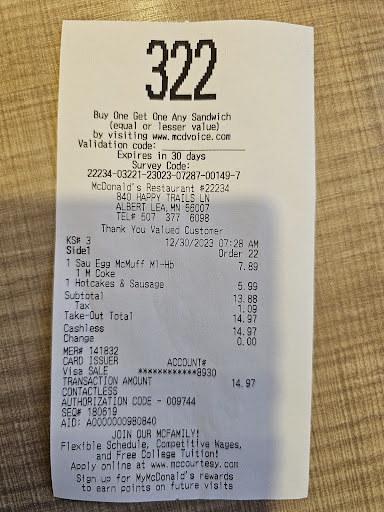 322
Buy One Get One Any Sandwich
(equal or lesser value)
by visiting www.mcdvoice.com
Validation code: _______________
Expires in 30 days
Survey Code:
22234-03221-23023-07287-00149-7
McDonald's Restaurant #22234
840 HAPPY TRAILS LN
ALBERT LEA, MN 56007
TEL# 507 377 6098
Thank You Valued Customer
KS# 3 12/30/2023 07:28 AM
Side1 Order 22
1 Sau Egg McMuff Ml-Hb 7.89
1 M Coke
1 Hotcakes & Sausage 5.99
Subtotal 13.88
Tax 1.09
Take-Out Total 14.97
Cashless 14.97
Change 0.00
MER# 141832
CARD ISSUER ACCOUNT#
Visa SALE ************8930
TRANSACTION AMOUNT 14.97
CONTACTLESS
AUTHORIZATION CODE - 009744
SEQ# 180619
AID: A0000000980840
JOIN OUR MCFAMILY!
Flexible Schedule, Competitive Wages,
and Free College Tuition!
Apply online at www.mccourtesy.com
Sign up for MyMcDonald's rewards
to earn points on future visits